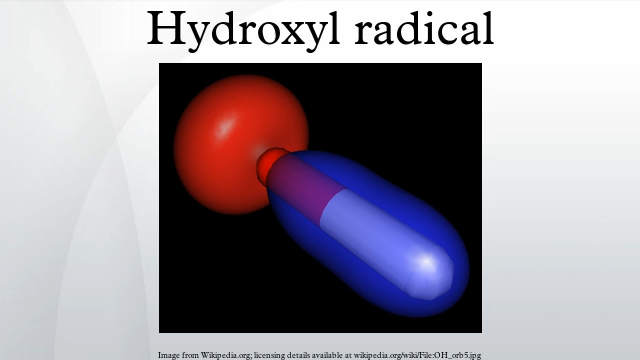 Hydroxyl radical
Image from Wikipedia.org; licensing details available at wikipedia.org/wiki/File:OH_orb5.jpg